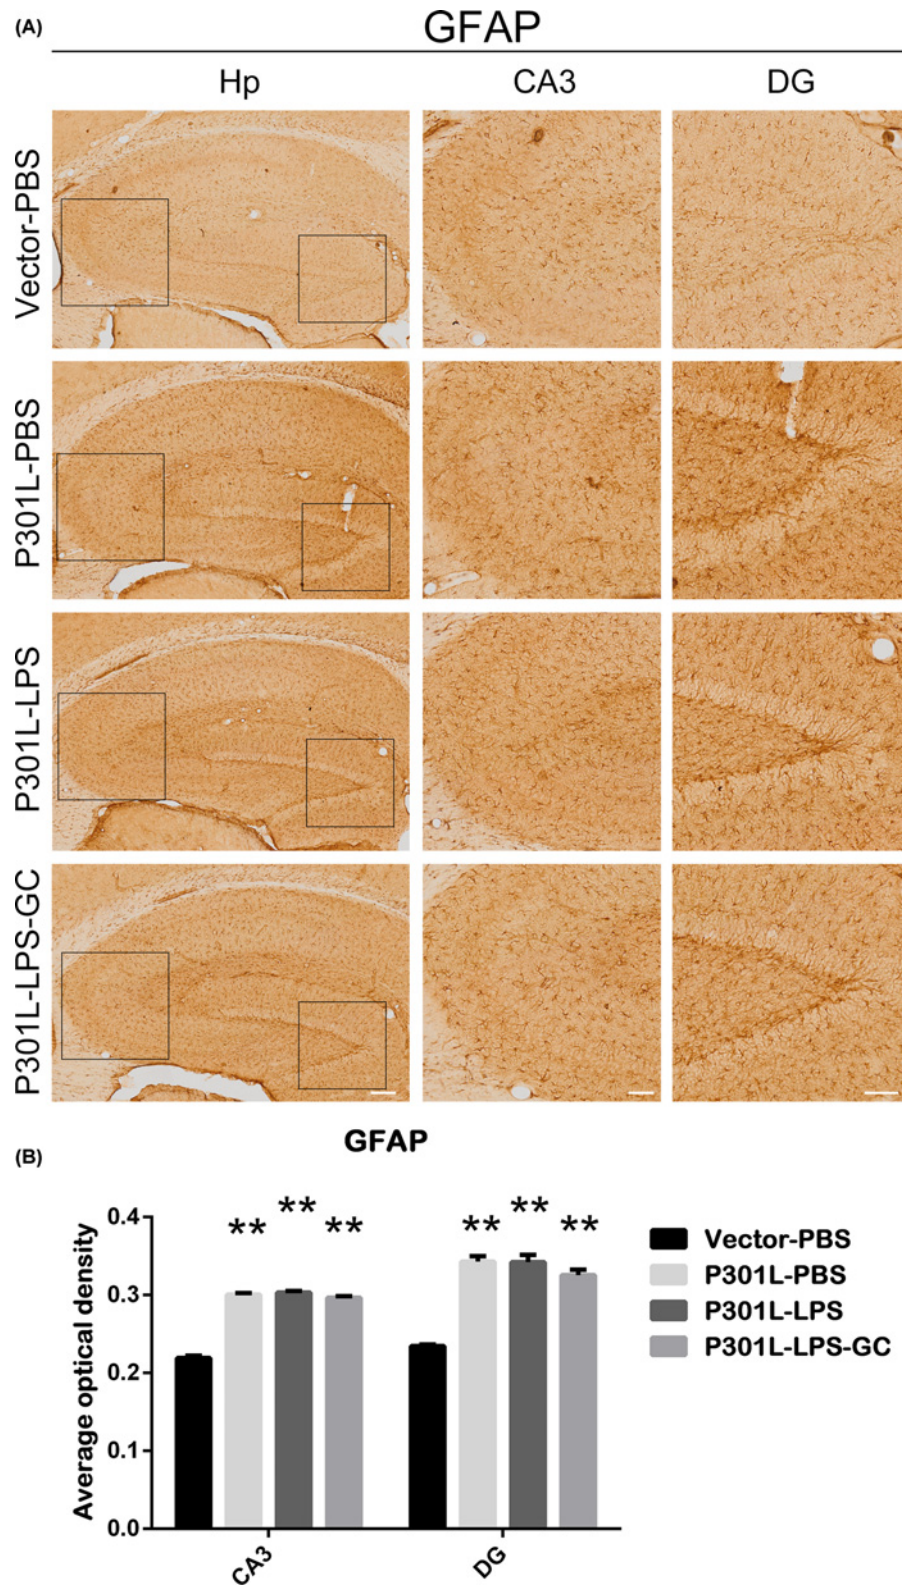 (A)
GFAP
Hp CA3 DG
Vector-PBS
P301L-PBS
P301L-LPS
P301L-LPS-GC
(B)
GFAP
Average optical density
0.4
0.3
0.2
0.1
0.0
** ** **
** ** **
CA3
DG
Vector-PBS
P301L-PBS
P301L-LPS
P301L-LPS-GC